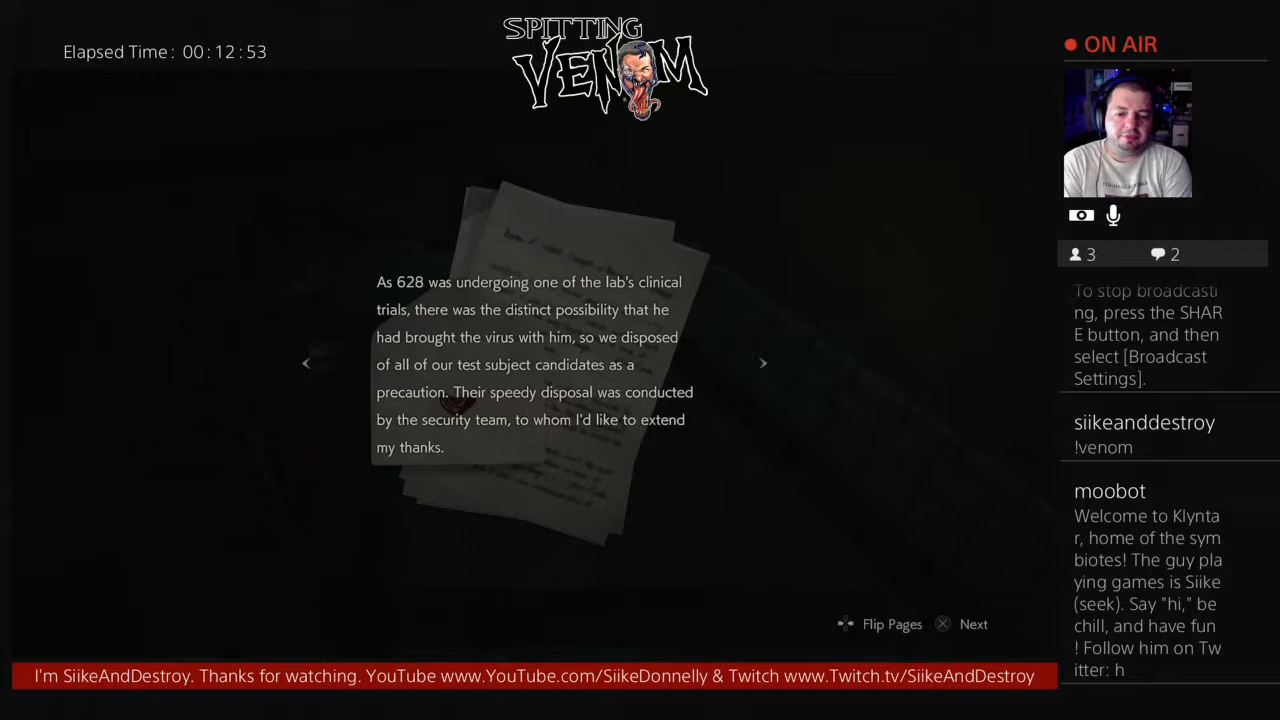 SPITTING
VENOM
Elapsed Time: 00:12:53
As 628 was undergoing one of the lab's clinical
trials, there was the distinct possibility that he
had brought the virus with him, so we disposed
of all of our test subject candidates as a
precaution. Their speedy disposal was conducted
by the security team, to whom I'd like to extend
my thanks.
Flip Pages
Next
I'm SiikeAndDestroy. Thanks for watching. YouTube www.YouTube.com/SiikeDonnelly & Twitch www.Twitch.tv/SiikeAndDestroy
ON AIR
3
2
To stop broadcasti
ng, press the SHAR
E button, and then
select [Broadcast
Settings].
siikeanddestroy
!venom
moobot
Welcome to Klynta
r, home of the sym
biotes! The guy pla
ying games is Siike
(seek). Say "hi," be
chill, and have fun
! Follow him on Tw
itter: h